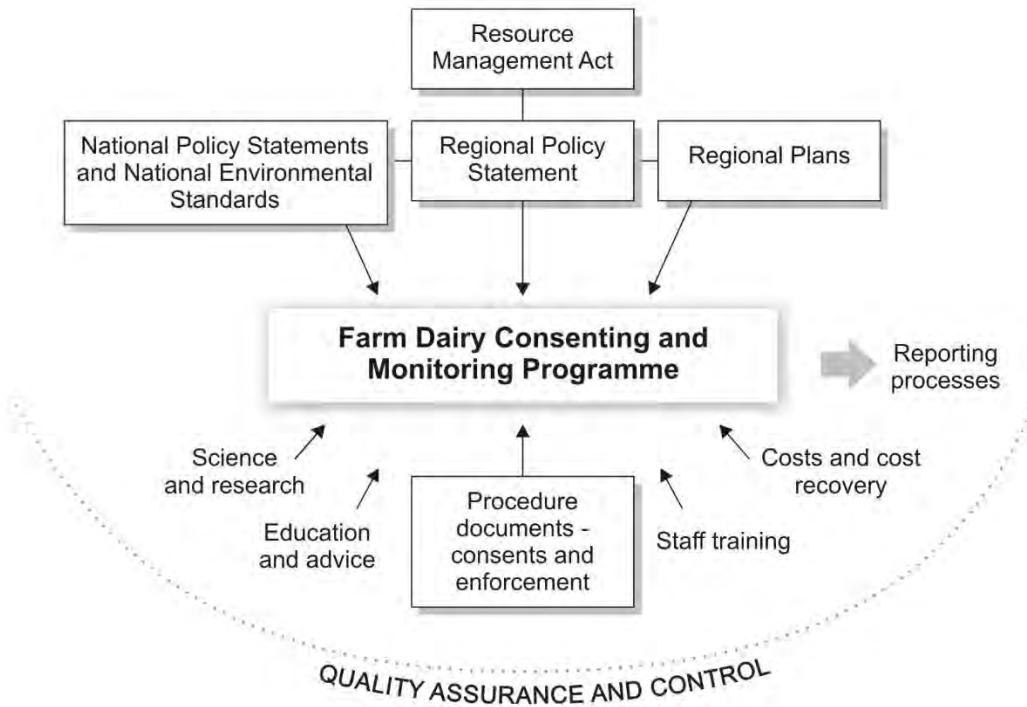 Resource
Management Act
National Policy Statements
and National Environmental
Standards
Regional Policy
Statement
Regional Plans
Farm Dairy Consenting and
Monitoring Programme
Reporting
processes
Science
and research
Education
and advice
Procedure
documents -
consents and
enforcement
Staff training
Costs and cost
recovery
QUALITY ASSURANCE AND CONTROL